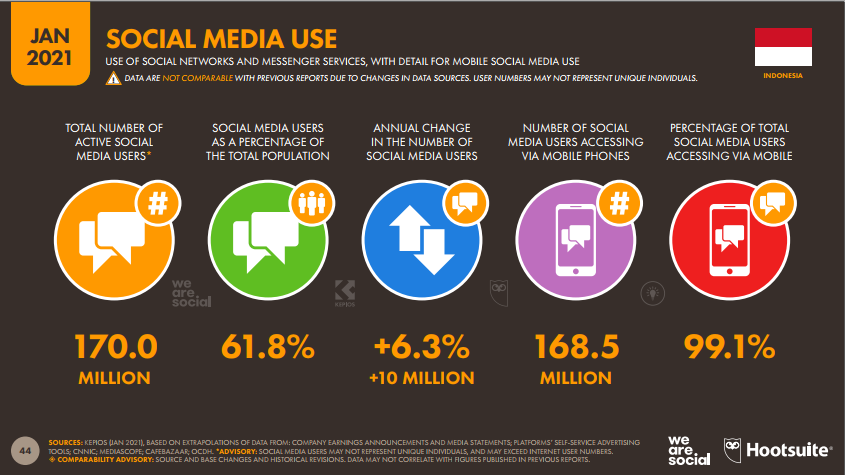 JAN
2021
SOCIAL MEDIA USE
USE OF SOCIAL NETWORKS AND MESSENGER SERVICES, WITH DETAIL FOR MOBILE SOCIAL MEDIA USE
DATA ARE NOT COMPARABLE WITH PREVIOUS REPORTS DUE TO CHANGES IN DATA SOURCES. USER NUMBERS MAY NOT REPRESENT UNIQUE INDIVIDUALS.
INDONESIA
TOTAL NUMBER OF
ACTIVE SOCIAL
MEDIA USERS*
SOCIAL MEDIA USERS
AS A PERCENTAGE OF
THE TOTAL POPULATION
ANNUAL CHANGE
IN THE NUMBER OF
SOCIAL MEDIA USERS
NUMBER OF SOCIAL
MEDIA USERS ACCESSING
VIA MOBILE PHONES
PERCENTAGE OF TOTAL
SOCIAL MEDIA USERS
ACCESSING VIA MOBILE
#
#
we
are
social
KEPIOS
170.0
MILLION
61.8%
+6.3%
+10 MILLION
168.5
MILLION
99.1%
44
SOURCES: KEPIOS (JAN 2021), BASED ON EXTRAPOLATIONS OF DATA FROM: COMPANY EARNINGS ANNOUNCEMENTS AND MEDIA STATEMENTS; PLATFORMS' SELF-SERVICE ADVERTISING
TOOLS; CNNIC; MEDIASCOPE; CAFEBAZAAR; OCDH. *ADVISORY: SOCIAL MEDIA USERS MAY NOT REPRESENT UNIQUE INDIVIDUALS, AND MAY EXCEED INTERNET USER NUMBERS.
※ COMPARABILITY ADVISORY: SOURCE AND BASE CHANGES AND HISTORICAL REVISIONS. DATA MAY NOT CORRELATE WITH FIGURES PUBLISHED IN PREVIOUS REPORTS.
we
are
social
Hootsuite®